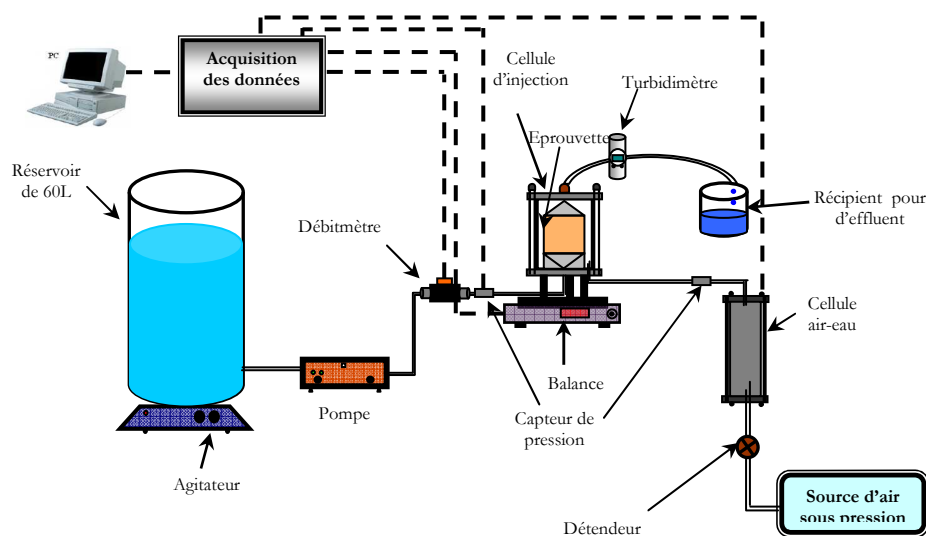 PC
Acquisition
des données
Cellule
d'injection
Turbidimètre
Eprouvette
Réservoir
de 60L
Récipient pour
d'effluent
Débitmètre
Cellule
air-eau
Balance
Pompe
Capteur de
pression
Agitateur
Source d'air
sous pression
Détendeur